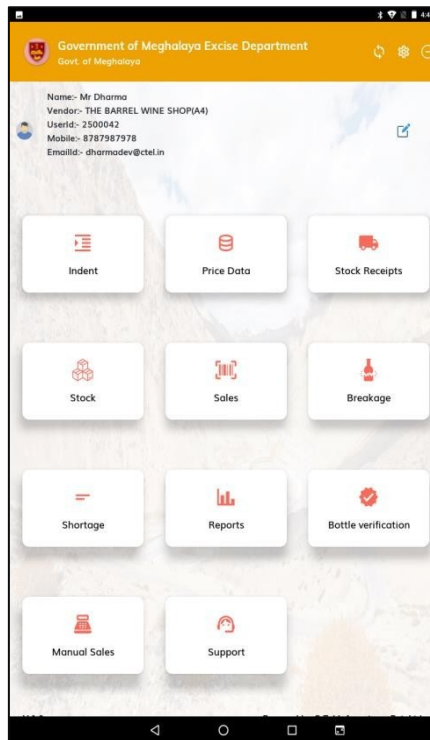 4:4
Government of Meghalaya Excise Department
Govt. of Meghalaya
Name:- Mr Dharma
Vendor:- THE BARREL WINE SHOP(A4)
UserId:- 2500042
Mobile:- 8787987978
EmailId:- dharmadev@ctel.in
Indent
Price Data
Stock Receipts
Stock
Sales
Breakage
Shortage
Reports
Bottle verification
Manual Sales
Support